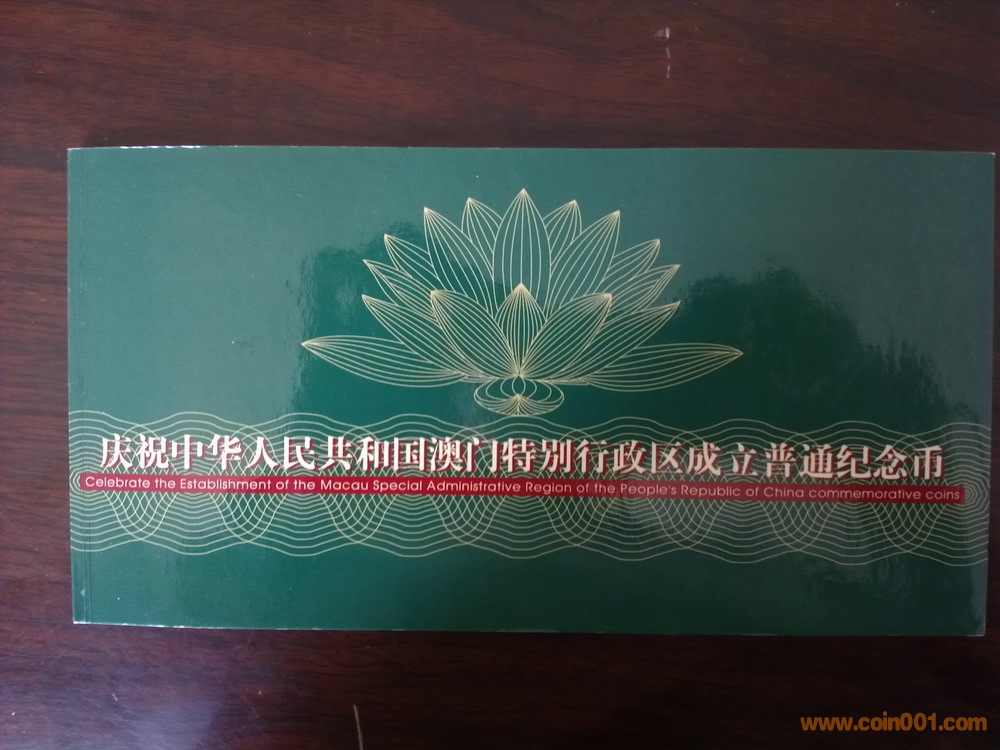 庆祝中华人民共和国澳门特别行政区成立普通纪念币
Celebrate the Establishment of the Macau Special Administrative Region of the People's Republic of China commemorative coins
www.coin001.com